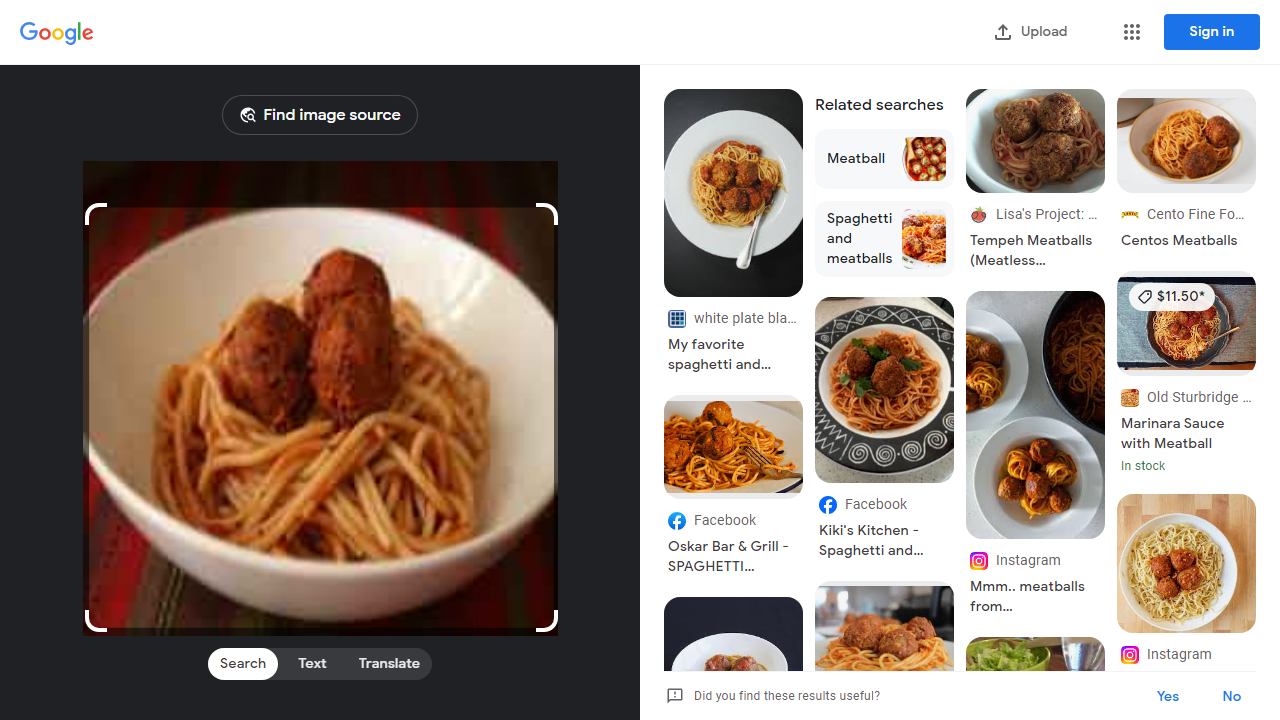 Google
Upload
Sign in
Find image source
Search
Text
Translate
white plate bla...
My favorite
spaghetti and...
Facebook
Oskar Bar & Grill -
SPAGHETTI...
Related searches
Meatball
Spaghetti
and
meatballs
Facebook
Kiki's Kitchen -
Spaghetti and...
Lisa's Project: ...
Tempeh Meatballs
(Meatless...
Instagram
Mmm.. meatballs
from...
Cento Fine Fo...
Centos Meatballs
$11.50*
Old Sturbridge ...
Marinara Sauce
with Meatball
In stock
Instagram
Did you find these results useful?
Yes
No